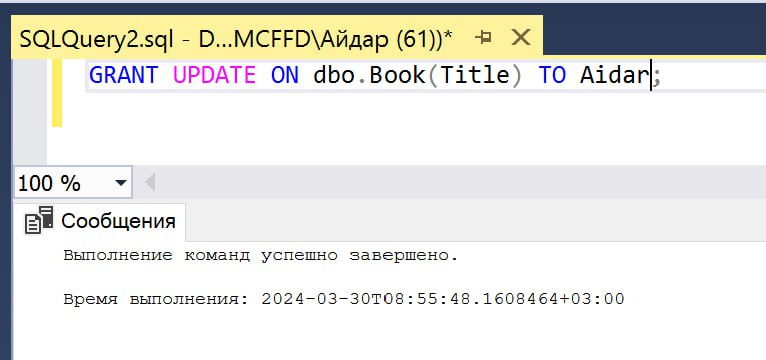 SQLQuery2.sql - D...MCFFD\Айдар (61))*
GRANT UPDATE ON dbo.Book(Title) TO Aidar;
100 %
Сообщения
Выполнение команд успешно завершено.
Время выполнения: 2024-03-30T08:55:48.1608464+03:00